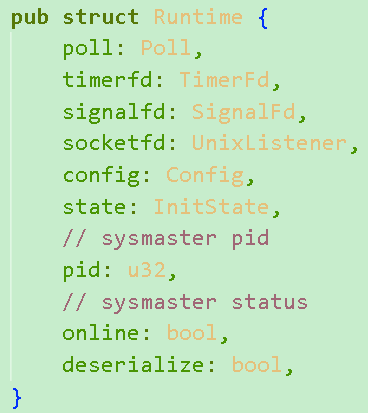 pub struct Runtime {
    poll: Poll,
    timerfd: TimerFd,
    signalfd: SignalFd,
    socketfd: UnixListener,
    config: Config,
    state: InitState,
    // sysmaster pid
    pid: u32,
    // sysmaster status
    online: bool,
    deserialize: bool,
}